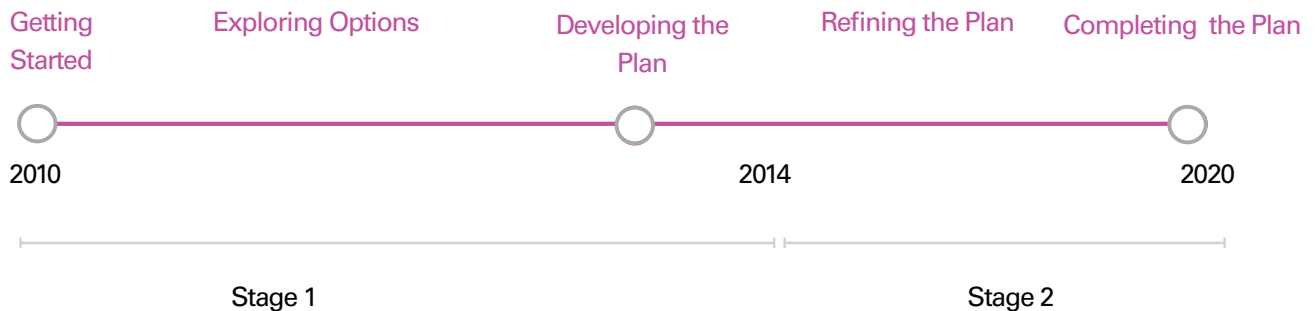 Getting
Started
Exploring Options
Developing the
Plan
Refining the Plan
Completing  the Plan
2010
2014
2020
Stage 1
Stage 2